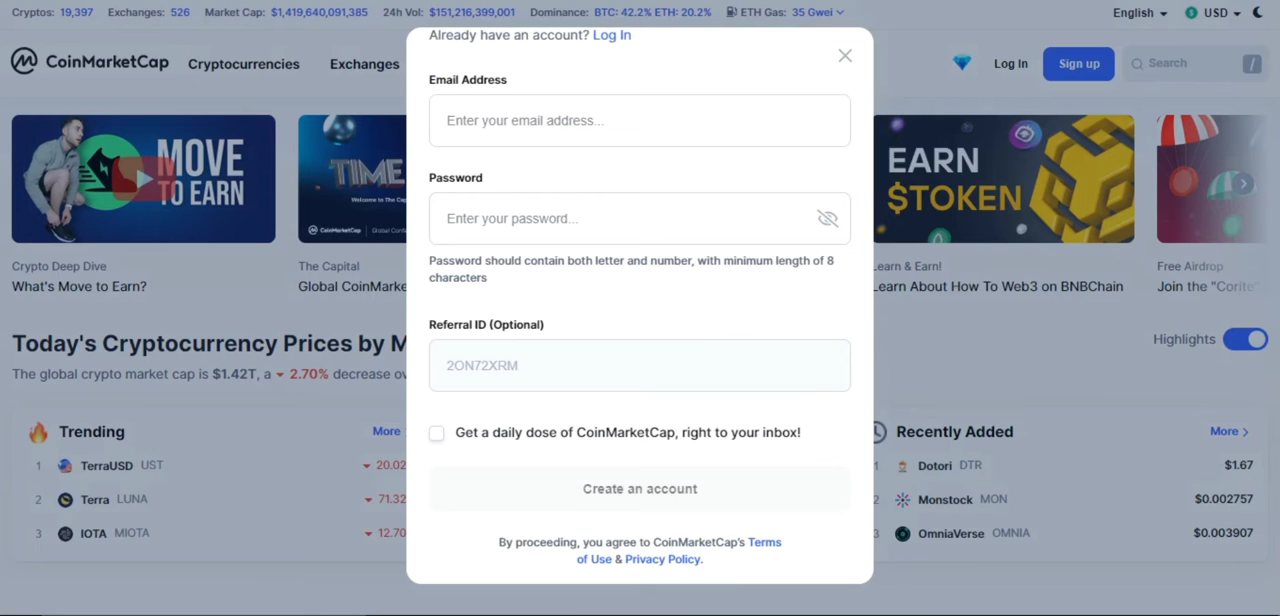 Cryptos: 19,397 Exchanges: 526 Market Cap: $1,419,640,091,385 24h Vol: $151,216,399,001 Dominance: BTC: 42.2% ETH: 20.2% ETH Gas: 35 Gwei English USD
CoinMarketCap Cryptocurrencies Exchanges Log In Sign up Search /
Already have an account? Log In
Email Address
Enter your email address...
Password
Enter your password...
Password should contain both letter and number, with minimum length of 8
characters
Referral ID (Optional)
2ON72XRM
Get a daily dose of CoinMarketCap, right to your inbox!
Create an account
By proceeding, you agree to CoinMarketCap's Terms
of Use & Privacy Policy.
MOVE
TO EARN
Crypto Deep Dive
What's Move to Earn?
TIME
Welcome to The Cap
CoinMarketCap Global Con
The Capital
Global CoinMarke
EARN
$TOKEN
Learn & Earn!
Learn About How To Web3 on BNBChain
Free Airdrop
Join the "Corite"
Today's Cryptocurrency Prices by M
Highlights
The global crypto market cap is $1.42T, a 2.70% decrease ov
Trending More
1 TerraUSD UST 20.02
2 Terra LUNA 71.32
3 IOTA MIOTA 12.70
Recently Added More
1 Dotori DTR $1.67
2 Monstock MON $0.002757
3 OmniaVerse OMNIA $0.003907